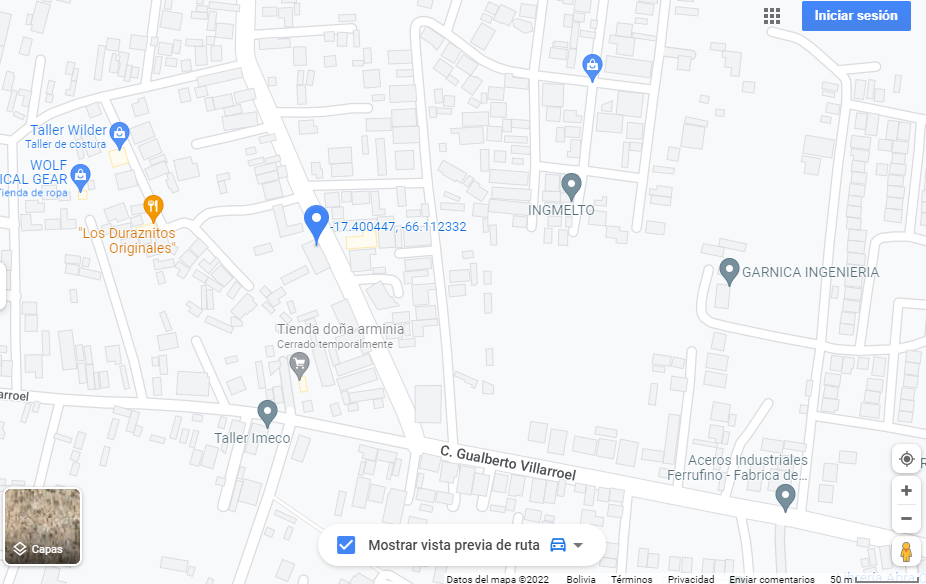 Iniciar sesión
Taller Wilder
Taller de costura
WOLF
ICAL GEAR
Tienda de ropa
"Los Duraznitos
Originales"
-17.400447, -66.112332
INGMELTO
GARNICA INGENIERIA
Tienda doña arminia
Cerrado temporalmente
arroel
Taller Imeco
C. Gualberto Villarroel
Aceros Industriales
Ferrufino - Fabrica de...
Capas
Mostrar vista previa de ruta
Datos del mapa ©2022 Bolivia Términos Privacidad Enviar comentarios 50 m